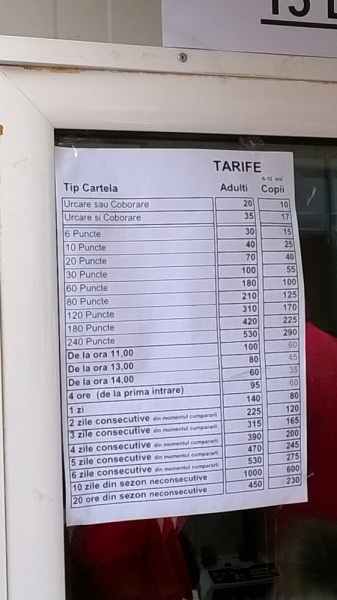 TARIFE
6-12 ani
Tip Cartela Adulti Copii
Urcare sau Coborare 20 10
Urcare si Coborare 35 17
6 Puncte 30 15
10 Puncte 40 25
20 Puncte 70 40
30 Puncte 100 55
60 Puncte 180 100
80 Puncte 210 125
120 Puncte 310 170
180 Puncte 420 225
240 Puncte 530 290
De la ora 11,00 100 60
De la ora 13,00 80 45
De la ora 14,00 60 35
4 ore (de la prima intrare) 95 60
1 zi 140 80
2 zile consecutive din momentul cumpararii 225 120
3 zile consecutive din momentul cumpararii 315 165
4 zile consecutive din momentul cumpararii 390 200
5 zile consecutive din momentul cumpararii 470 245
6 zile consecutive din momentul cumpararii 530 275
10 zile din sezon neconsecutive 1000 600
20 ore din sezon neconsecutive 450 230